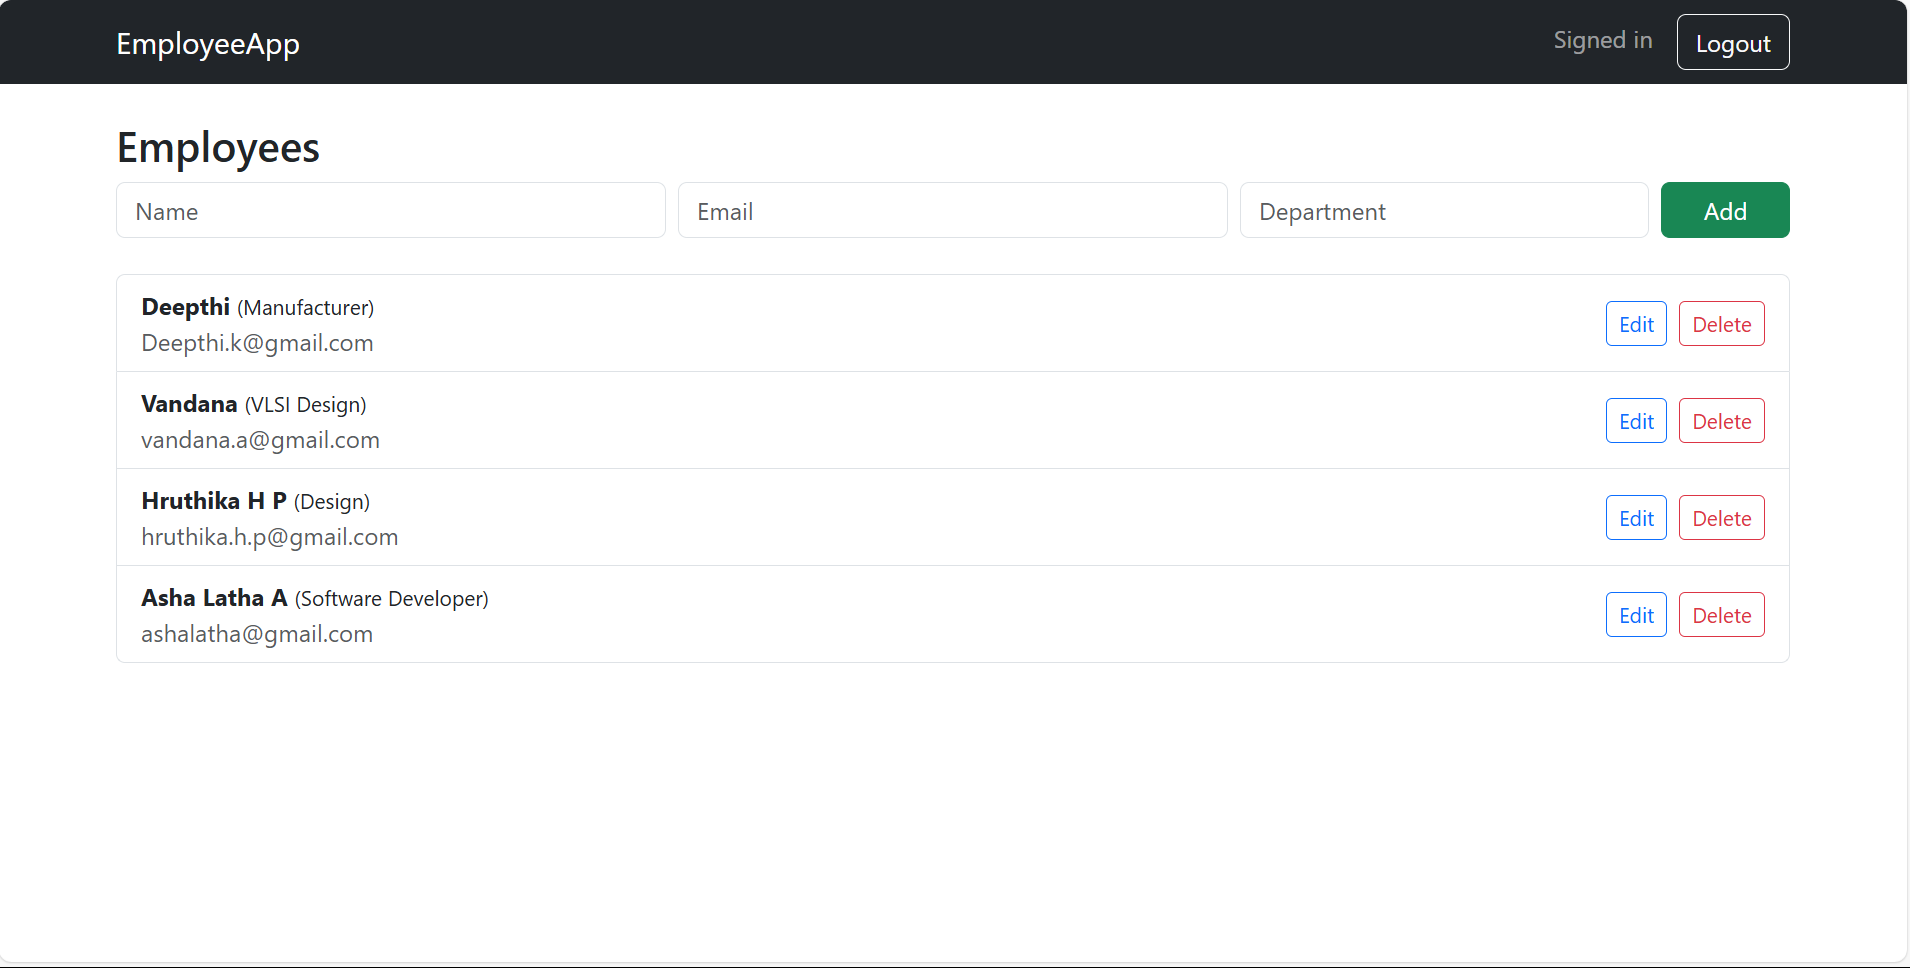 EmployeeApp
Signed in
Logout
Employees
Name
Email
Department
Add
Deepthi (Manufacturer)
Deepthi.k@gmail.com
Edit
Delete
Vandana (VLSI Design)
vandana.a@gmail.com
Edit
Delete
Hruthika H P (Design)
hruthika.h.p@gmail.com
Edit
Delete
Asha Latha A (Software Developer)
ashalatha@gmail.com
Edit
Delete